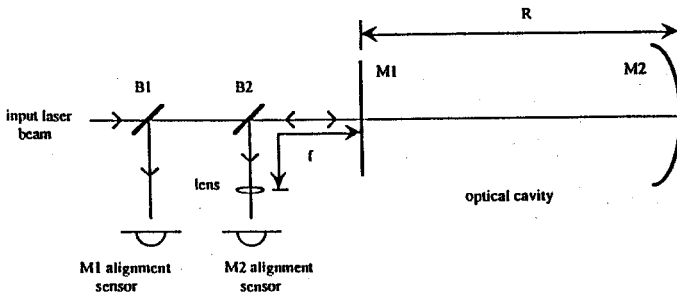 R
M1
M2
B1
B2
input laser
beam
f
lens
optical cavity
M1 alignment
sensor
M2 alignment
sensor